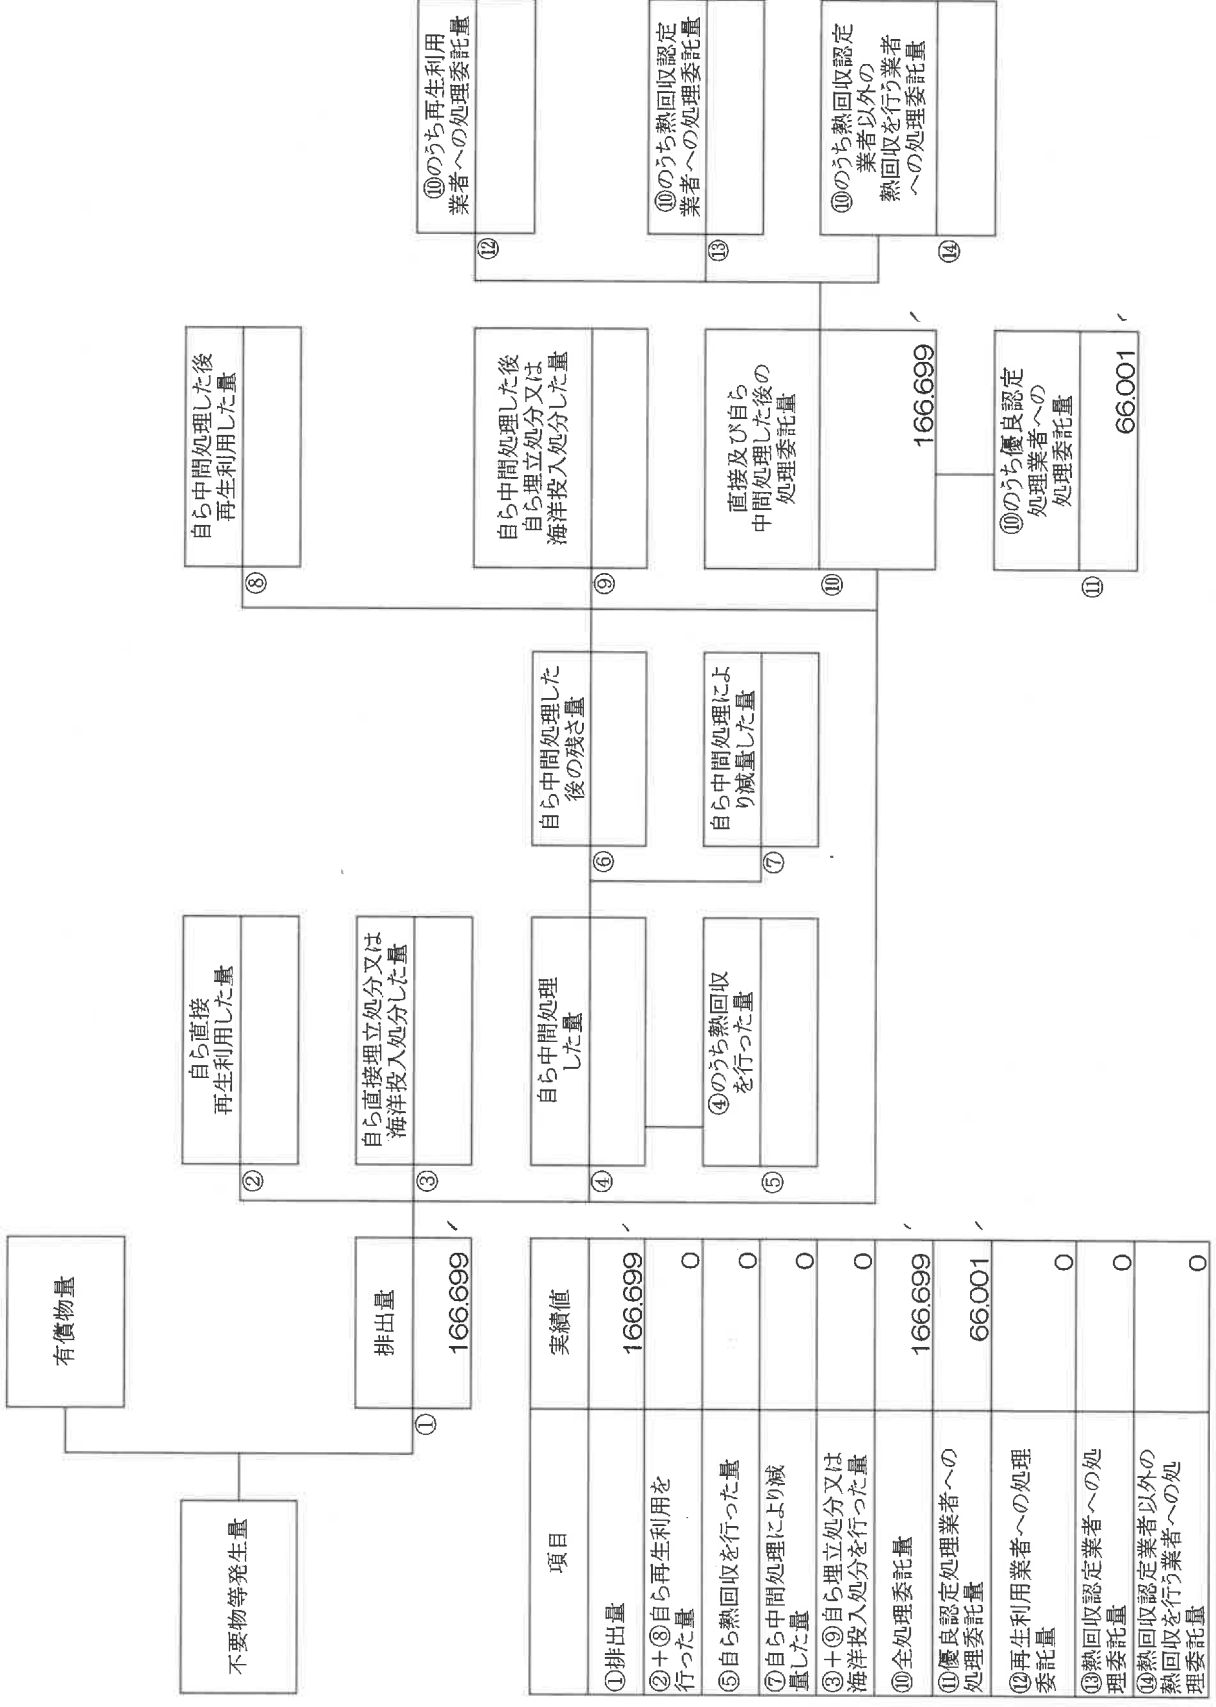 不要物等発生量
有償物量
排出量
①
166.699
②
自ら直接
再生利用した量
③
自ら直接埋立処分又は
海洋投入処分した量
④
自ら中間処理
した量
⑤
④のうち熱回収
を行った量
⑥
自ら中間処理した
後の残さ量
⑦
自ら中間処理によ
り減量した量
⑧
自ら中間処理した後
再生利用した量
⑨
自ら中間処理した後
自ら埋立処分又は
海洋投入処分した量
⑩
直接及び自ら
中間処理した後の
処理委託量
166.699
⑪
⑩のうち優良認定
処理業者への
処理委託量
66.001
⑫
⑩のうち再生利用
業者への処理委託量
⑬
⑩のうち熱回収認定
業者への処理委託量
⑭
⑩のうち熱回収認定
業者以外の
熱回収を行う業者
への処理委託量
項目 実績値
①排出量 166.699
②+⑧自ら再生利用を
行った量 0
⑤自ら熱回収を行った量 0
⑦自ら中間処理により減
量した量 0
③+⑨自ら埋立処分又は
海洋投入処分を行った量 0
⑩全処理委託量 166.699
⑪優良認定処理業者への
処理委託量 66.001
⑫再生利用業者への処理
委託量 0
⑬熱回収認定業者への処
理委託量 0
⑭熱回収認定業者以外の
熱回収を行う業者への処
理委託量 0